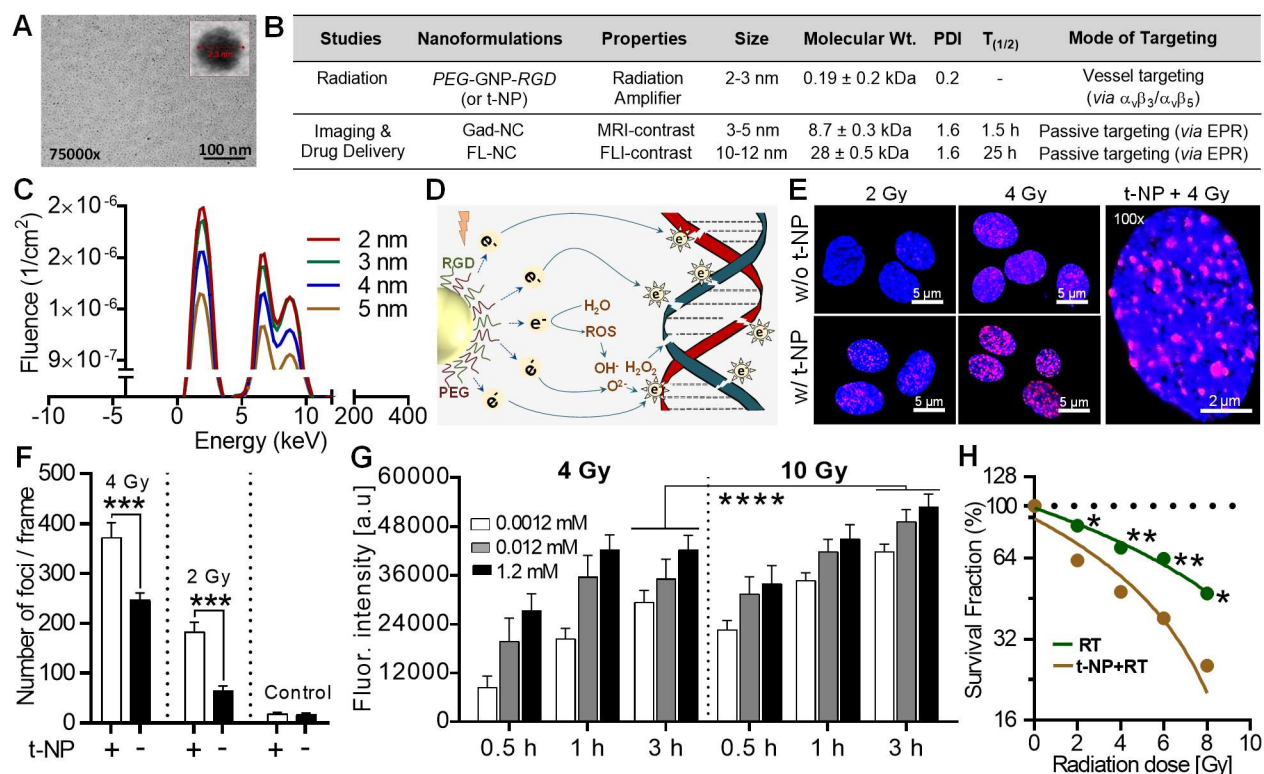 A
2.3 nm
75000x
100 nm
B
Studies Nanoformulations Properties Size Molecular Wt. PDI T(1/2) Mode of Targeting
Radiation PEG-GNP-RGD Radiation 2-3 nm 0.19 ± 0.2 kDa 0.2 - Vessel targeting
(or t-NP) Amplifier (via αvβ3/αvβ5)
Imaging & Gad-NC MRI-contrast 3-5 nm 8.7 ± 0.3 kDa 1.6 1.5 h Passive targeting (via EPR)
Drug Delivery FL-NC FLI-contrast 10-12 nm 28 ± 0.5 kDa 1.6 25 h Passive targeting (via EPR)
C
Fluence (1/cm²)
2×10⁻⁶
2×10⁻⁶
1×10⁻⁶
9×10⁻⁷
2 nm
3 nm
4 nm
5 nm
-10 -5 0 5 10 200 400
Energy (keV)
D
RGD
PEG
e⁻
e⁻
e⁻
e⁻
e⁻
e⁻
e⁻
e⁻
e⁻
e⁻
e⁻
H₂O
ROS
OH⁻ H₂O₂
O²⁻
E
2 Gy 4 Gy t-NP + 4 Gy
w/o t-NP
w/ t-NP
100x
5 µm
5 µm
5 µm
5 µm
2 µm
F
Number of foci / frame
500
400
300
200
100
0
4 Gy
***
2 Gy
***
Control
t-NP + - + - + -
G
Fluor. intensity [a.u]
60000
48000
36000
24000
12000
0
4 Gy 10 Gy
****
0.0012 mM
0.012 mM
1.2 mM
0.5 h 1 h 3 h 0.5 h 1 h 3 h
H
Survival Fraction (%)
128
100
64
32
16
*
**
**
*
RT
t-NP+RT
0 2 4 6 8 10
Radiation dose [Gy]